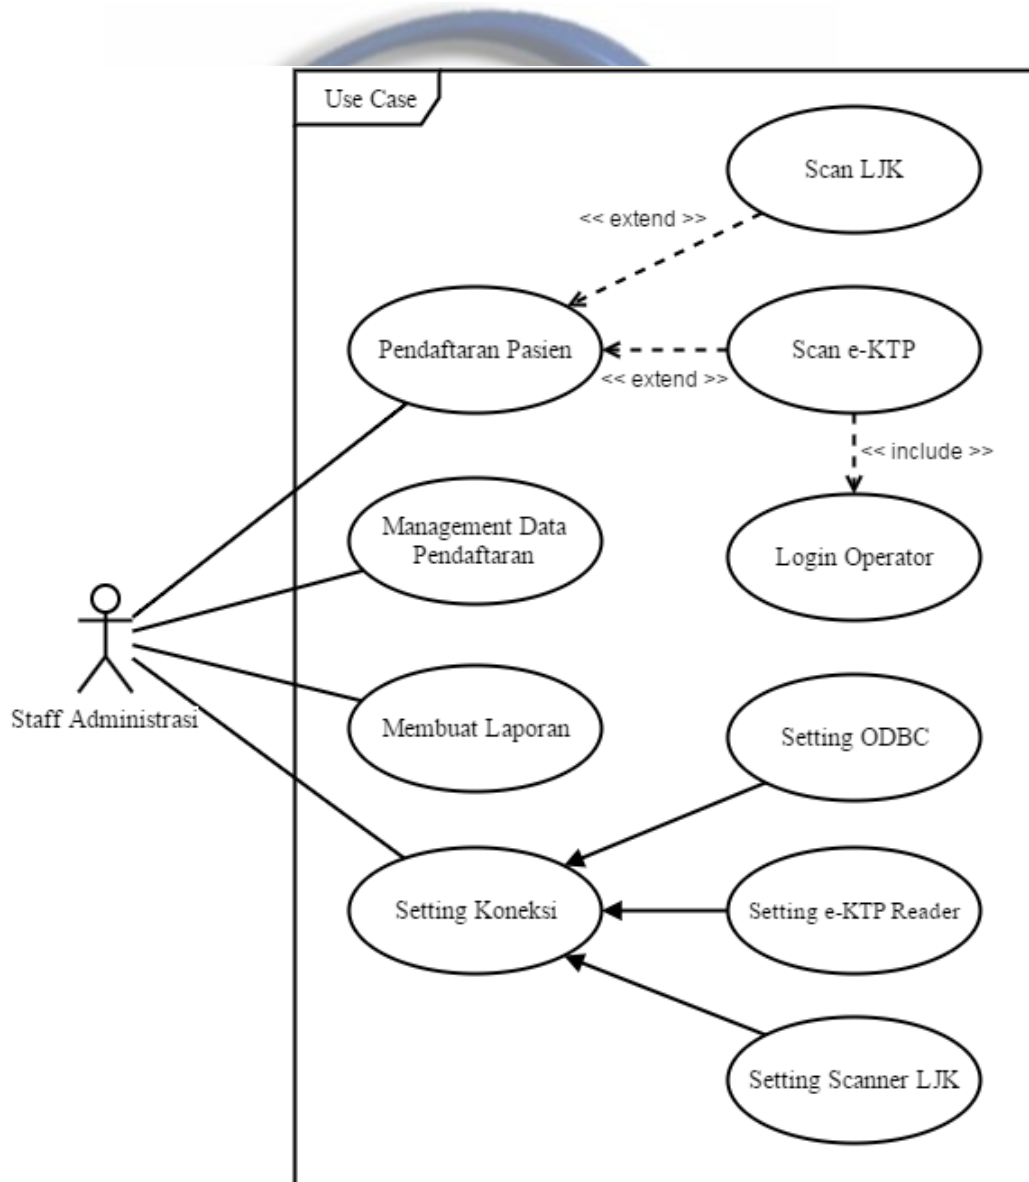 Use Case
Scan LJK
<< extend >>
Pendaftaran Pasien
Scan e-KTP
<< extend >>
<< include >>
Management Data
Pendaftaran
Login Operator
Staff Administrasi
Membuat Laporan
Setting ODBC
Setting Koneksi
Setting e-KTP Reader
Setting Scanner LJK